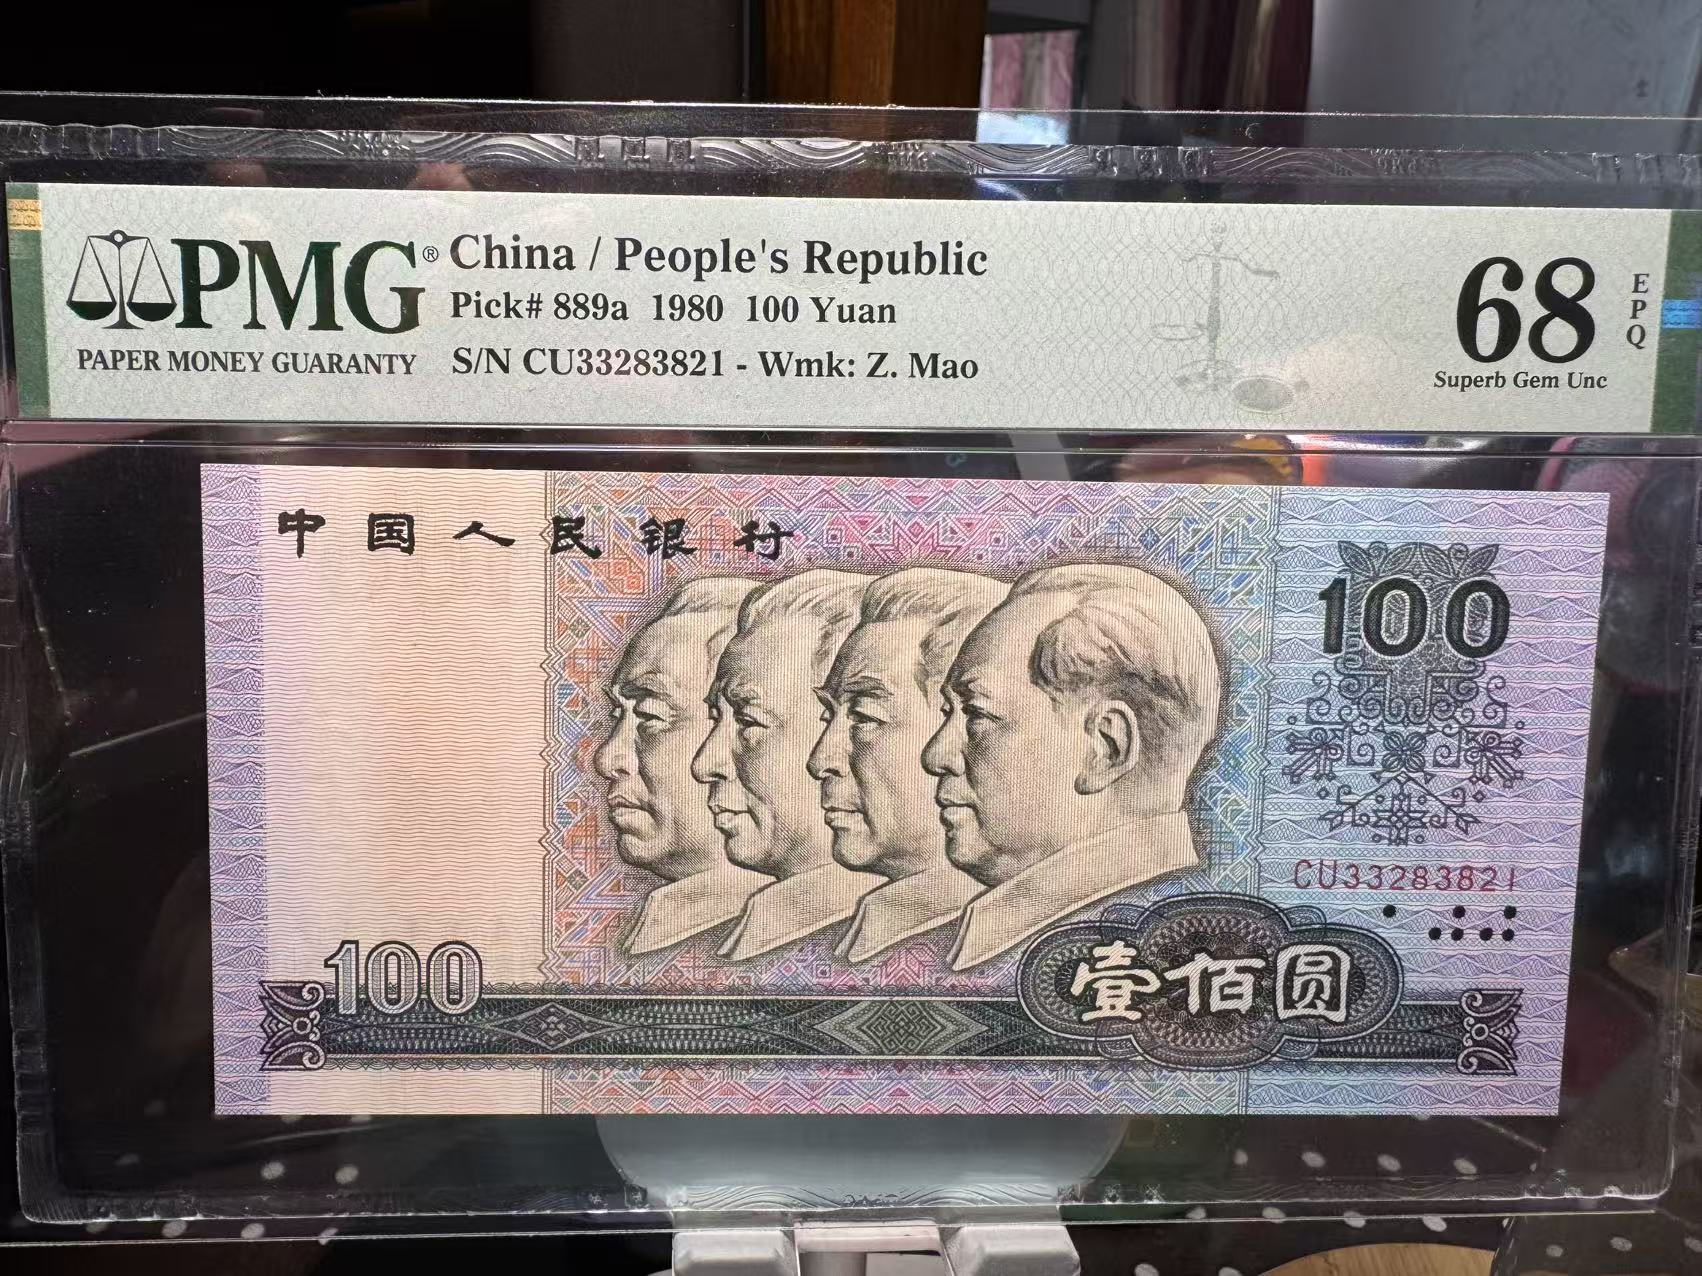 PMG® China / People's Republic
Pick# 889a 1980 100 Yuan
PAPER MONEY GUARANTY
S/N CU33283821 - Wmk: Z. Mao
68 EPQ
Superb Gem Unc
中国人民银行
100
CU33283821
100
壹佰圆